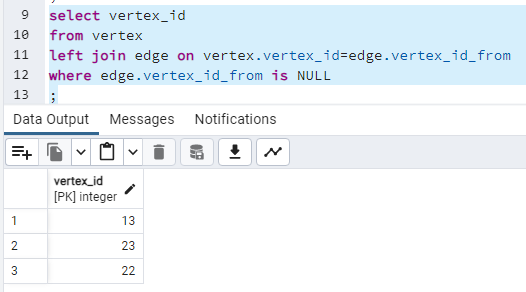 9 select vertex_id
10 from vertex
11 left join edge on vertex.vertex_id=edge.vertex_id_from
12 where edge.vertex_id_from is NULL
13 ;
Data Output Messages Notifications
vertex_id
[PK] integer
1 13
2 23
3 22